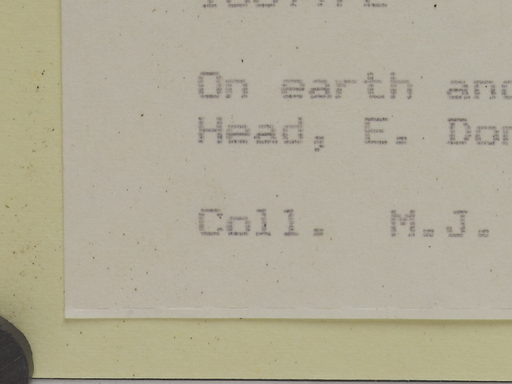 On earth and
Head, E. Don
Coll. M.J.